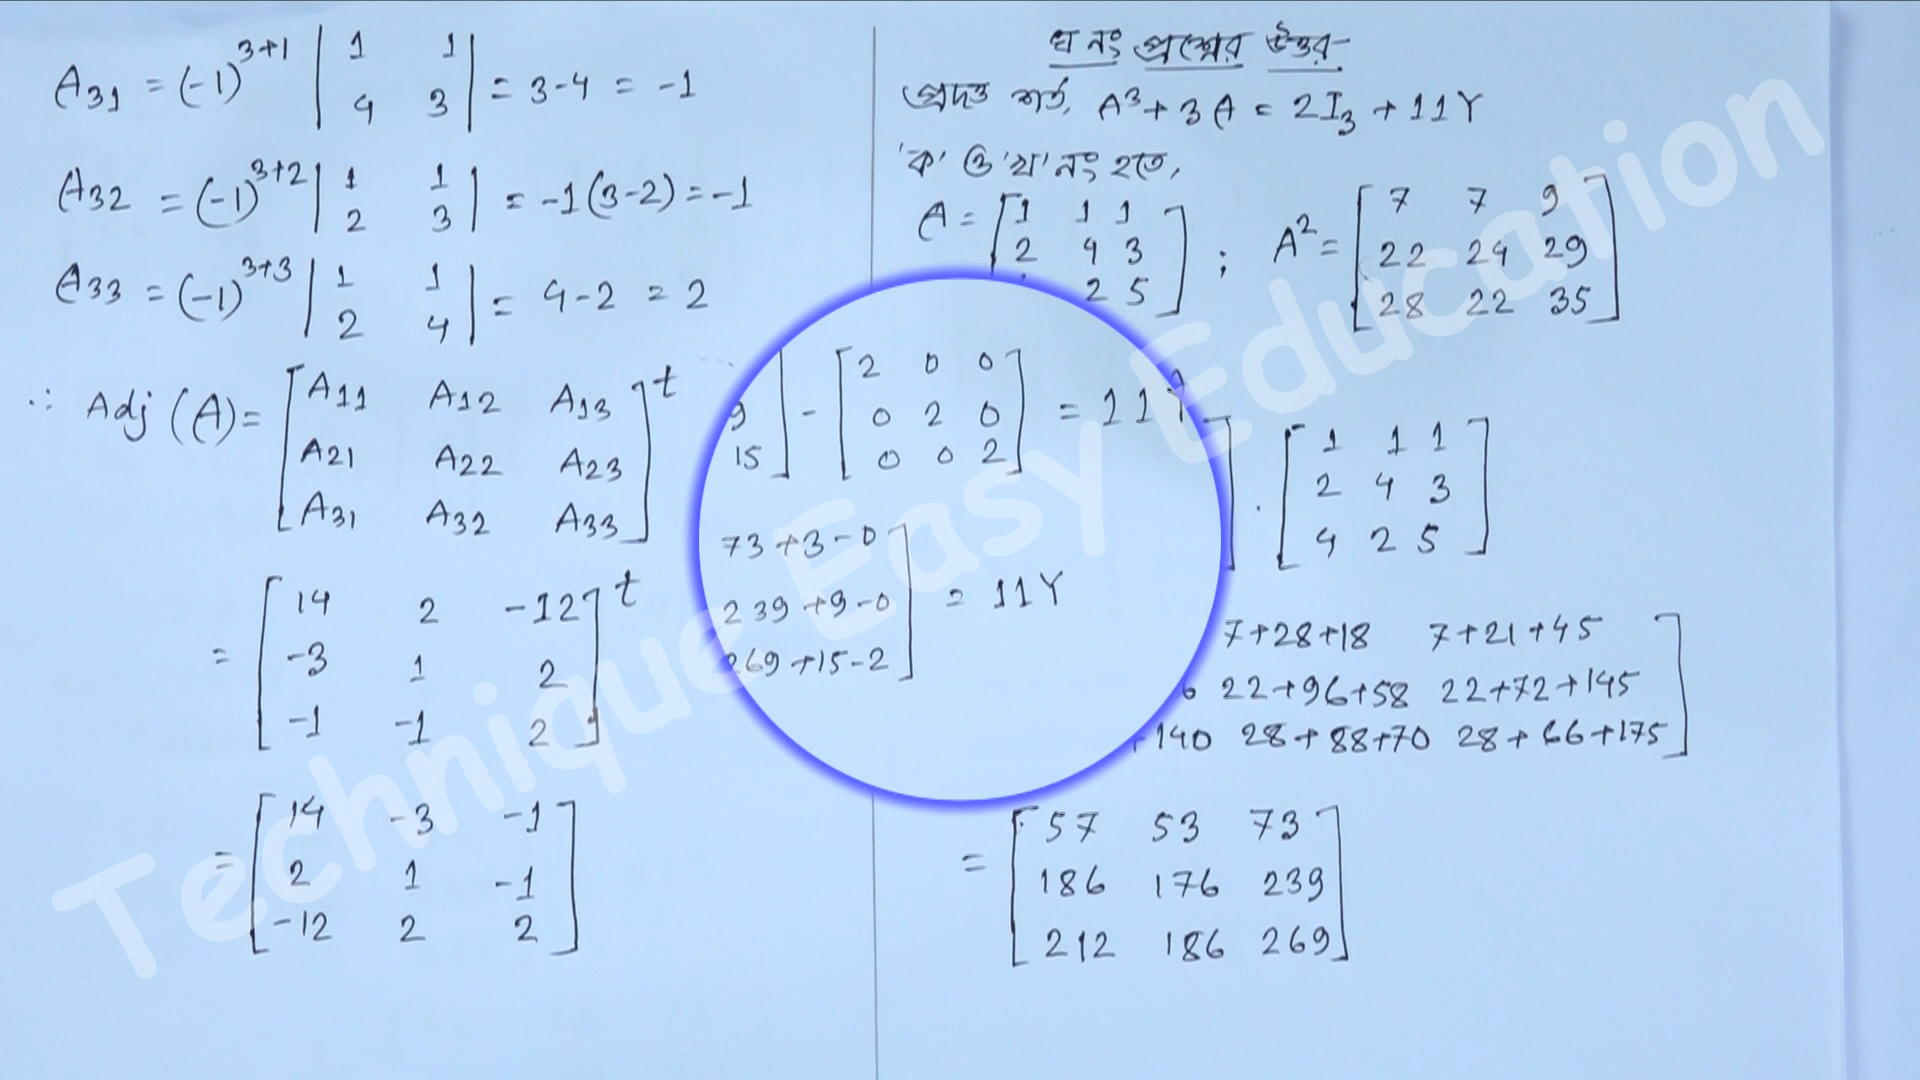 A31 = (-1)^3+1 | 1 1 | = 3-4 = -1
4 3
A32 = (-1)^3+2 | 1 1 | = -1(3-2) = -1
2 3
A33 = (-1)^3+3 | 1 1 | = 4-2 = 2
2 4
∴ Adj (A) = [ A11 A12 A13 ]^t
A21 A22 A23
A31 A32 A33
= [ 14 2 -12 ]^t
-3 1 2
-1 -1 2
= [ 14 -3 -1 ]
2 1 -1
-12 2 2
ঘ নং প্রশ্নের উত্তর-
প্রদত্ত শর্ত, A³+3A = 2I3 + 11Y
'ক' ও 'খ' নং হতে,
A = [ 1 1 1 ] ; A² = [ 7 7 9 ]
2 4 3 22 24 29
2 5 28 22 35
9 ] - [ 2 0 0 ] = 11Y
15 0 2 0
0 0 2
73+3-0
239+9-0 ] = 11Y
269+15-2
] . [ 1 1 1 ]
2 4 3
4 2 5
7+28+18 7+21+45
6 22+96+58 22+72+145
+140 28+88+70 28+66+175
= [ 57 53 73 ]
186 176 239
212 186 269
Technique Easy Education